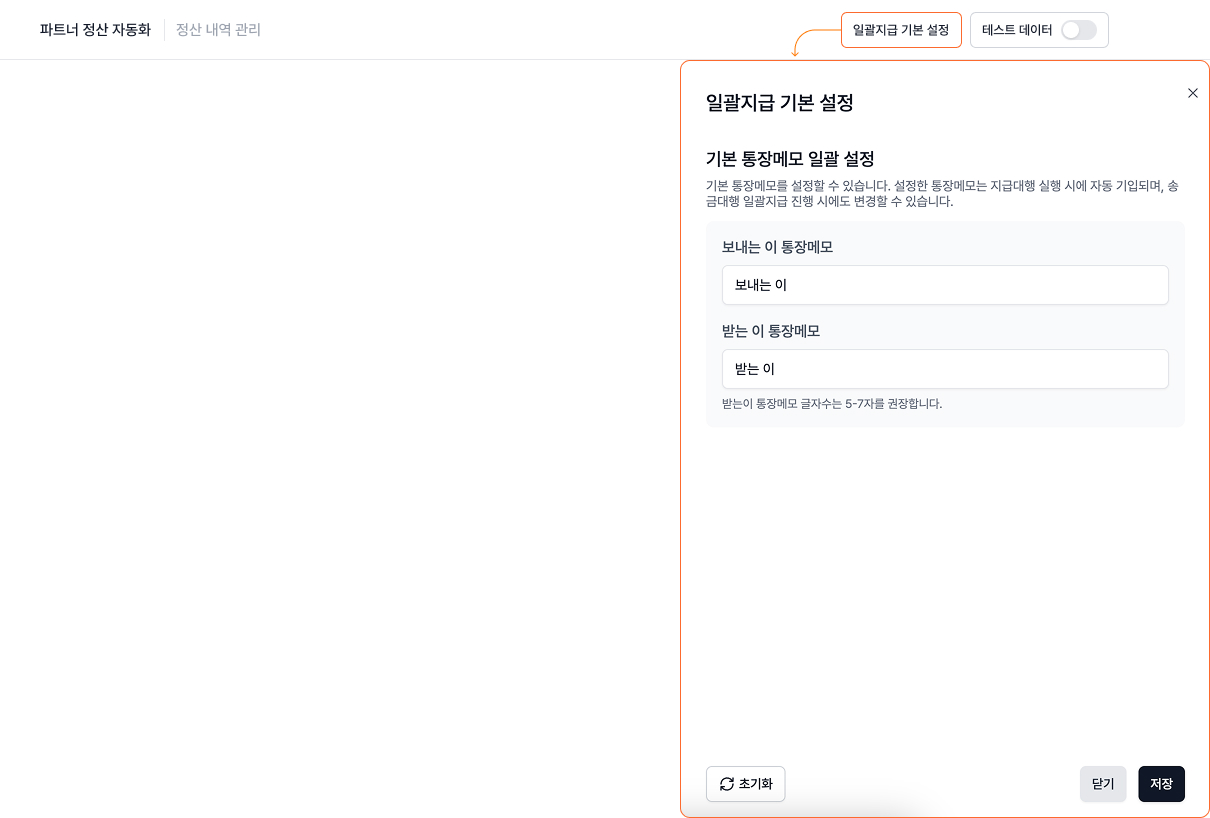 파트너 정산 자동화
정산 내역 관리
일괄지급 기본 설정
테스트 데이터
일괄지급 기본 설정
기본 통장메모 일괄 설정
기본 통장메모를 설정할 수 있습니다. 설정한 통장메모는 지급대행 실행 시에 자동 기입되며, 송
금대행 일괄지급 진행 시에도 변경할 수 있습니다.
보내는 이 통장메모
보내는 이
받는 이 통장메모
받는 이
받는이 통장메모 글자수는 5-7자를 권장합니다.
초기화
닫기
저장